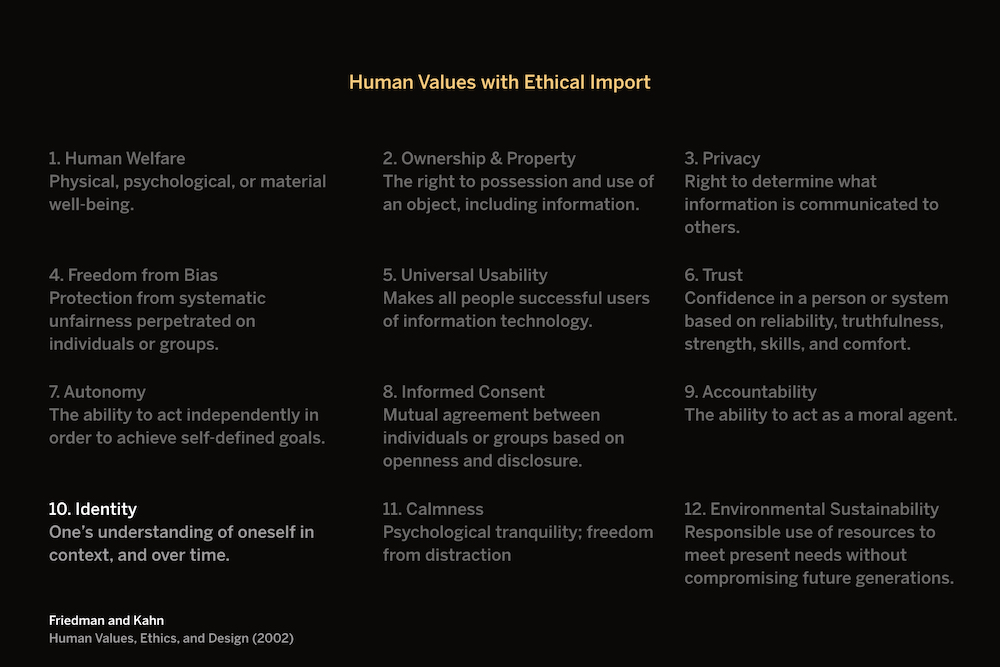 Human Values with Ethical Import
1. Human Welfare
Physical, psychological, or material
well-being.
2. Ownership & Property
The right to possession and use of
an object, including information.
3. Privacy
Right to determine what
information is communicated to
others.
4. Freedom from Bias
Protection from systematic
unfairness perpetrated on
individuals or groups.
5. Universal Usability
Makes all people successful users
of information technology.
6. Trust
Confidence in a person or system
based on reliability, truthfulness,
strength, skills, and comfort.
7. Autonomy
The ability to act independently in
order to achieve self-defined goals.
8. Informed Consent
Mutual agreement between
individuals or groups based on
openness and disclosure.
9. Accountability
The ability to act as a moral agent.
10. Identity
One’s understanding of oneself in
context, and over time.
11. Calmness
Psychological tranquility; freedom
from distraction
12. Environmental Sustainability
Responsible use of resources to
meet present needs without
compromising future generations.
Friedman and Kahn
Human Values, Ethics, and Design (2002)